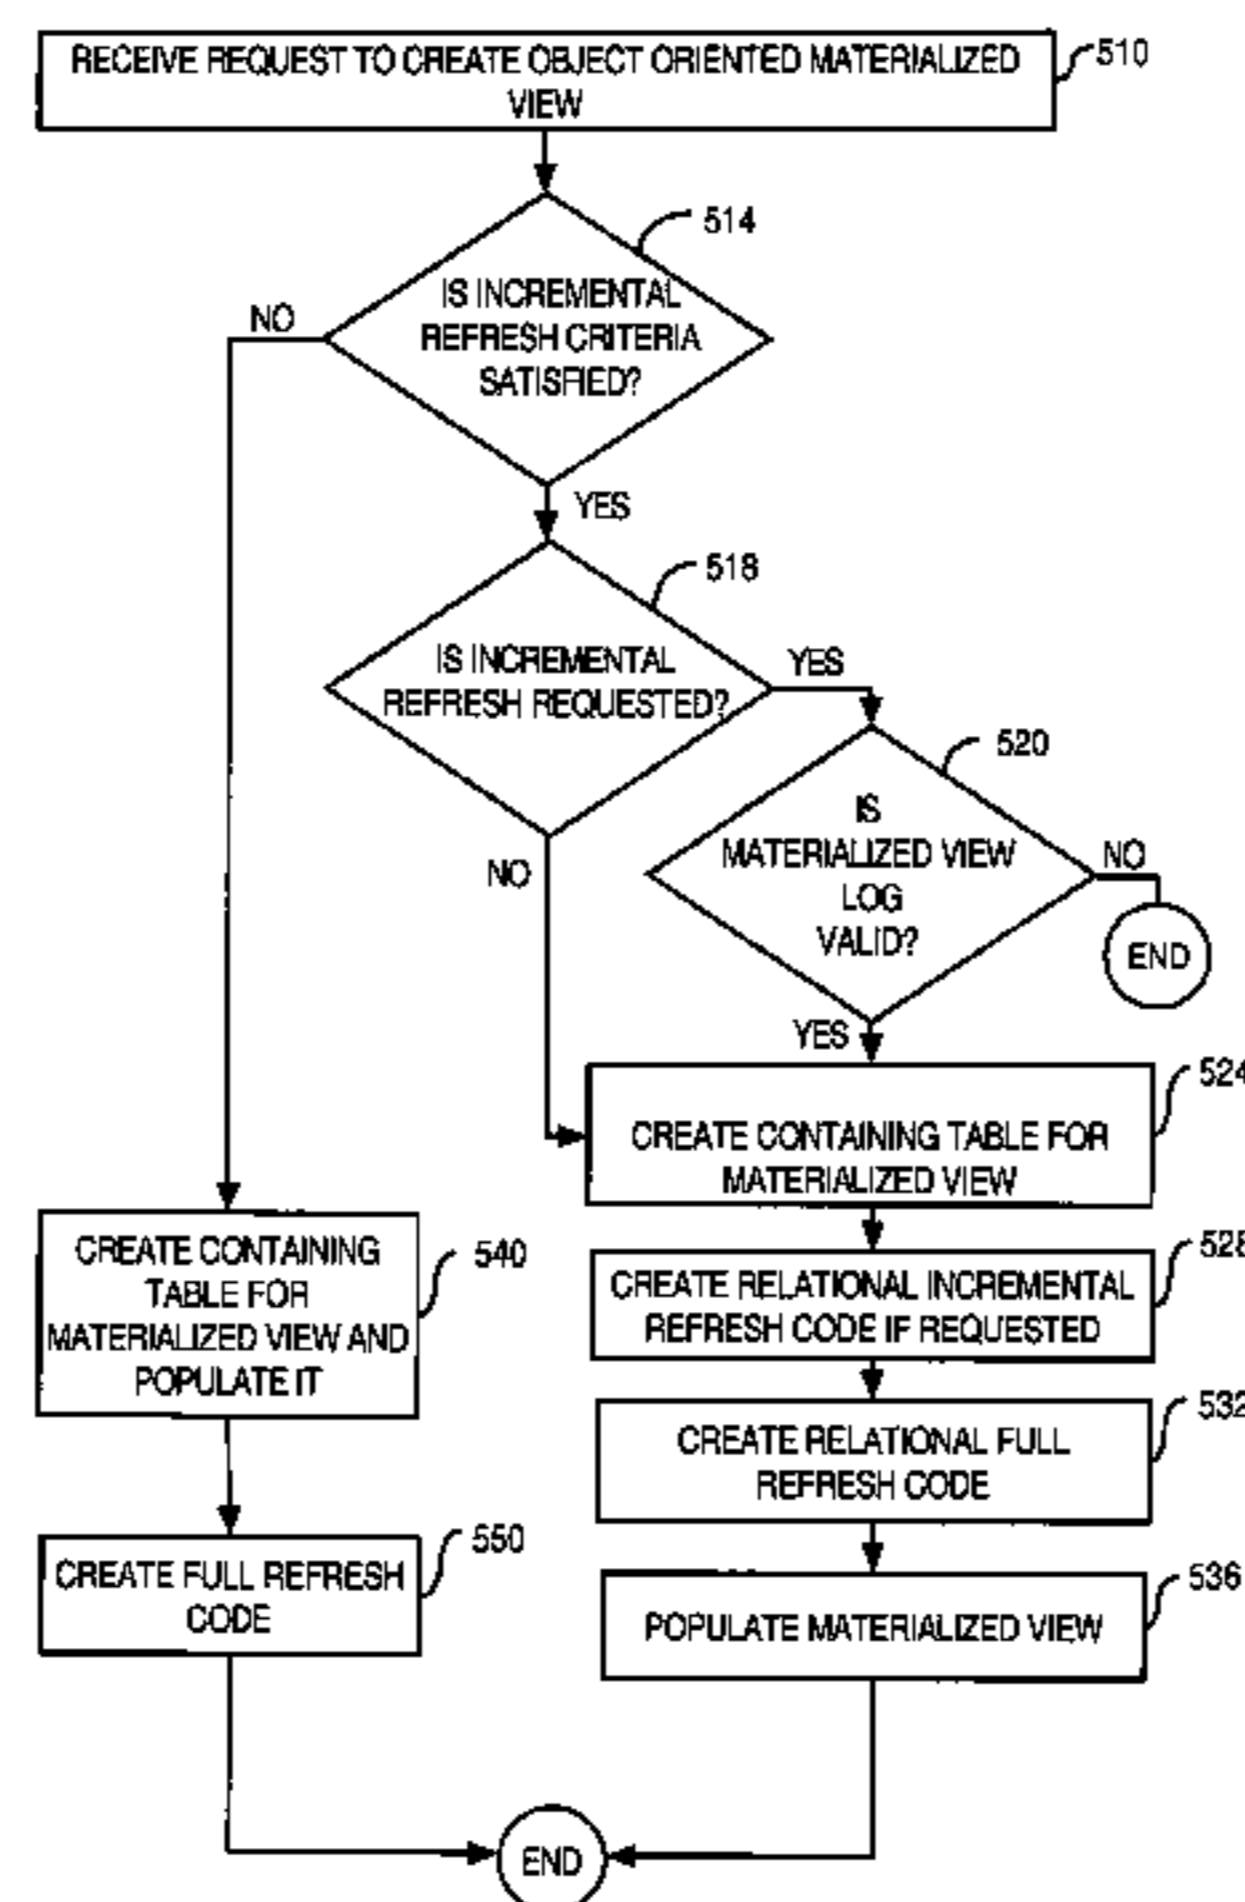 RECEIVE REQUEST TO CREATE OBJECT ORIENTED MATERIALIZED
VIEW
510
514
IS INCREMENTAL
REFRESH CRITERIA
SATISFIED?
NO
YES
518
IS INCREMENTAL
REFRESH REQUESTED?
YES
520
IS
MATERIALIZED VIEW
LOG
VALID?
NO
NO
END
YES
524
CREATE CONTAINING TABLE FOR
MATERIALIZED VIEW
528
CREATE RELATIONAL INCREMENTAL
REFRESH CODE IF REQUESTED
532
CREATE RELATIONAL FULL
REFRESH CODE
536
POPULATE MATERIALIZED VIEW
540
CREATE CONTAINING
TABLE FOR
MATERIALIZED VIEW AND
POPULATE IT
550
CREATE FULL REFRESH
CODE
END